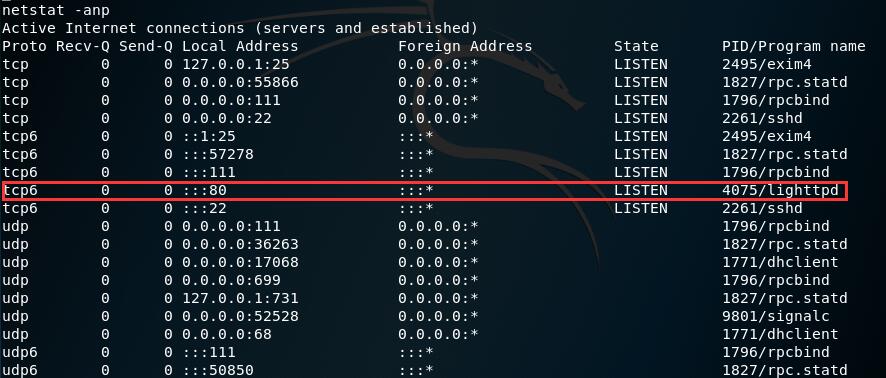 netstat -anp
Active Internet connections (servers and established)
Proto Recv-Q Send-Q Local Address           Foreign Address         State       PID/Program name
tcp        0      0 127.0.0.1:25            0.0.0.0:*               LISTEN      2495/exim4
tcp        0      0 0.0.0.0:55866           0.0.0.0:*               LISTEN      1827/rpc.statd
tcp        0      0 0.0.0.0:111             0.0.0.0:*               LISTEN      1796/rpcbind
tcp        0      0 0.0.0.0:22              0.0.0.0:*               LISTEN      2261/sshd
tcp6       0      0 ::1:25                  :::*                    LISTEN      2495/exim4
tcp6       0      0 :::57278                :::*                    LISTEN      1827/rpc.statd
tcp6       0      0 :::111                  :::*                    LISTEN      1796/rpcbind
tcp6       0      0 :::80                   :::*                    LISTEN      4075/lighttpd
tcp6       0      0 :::22                   :::*                    LISTEN      2261/sshd
udp        0      0 0.0.0.0:111             0.0.0.0:*                           1796/rpcbind
udp        0      0 0.0.0.0:36263           0.0.0.0:*                           1827/rpc.statd
udp        0      0 0.0.0.0:17068           0.0.0.0:*                           1771/dhclient
udp        0      0 0.0.0.0:699             0.0.0.0:*                           1796/rpcbind
udp        0      0 127.0.0.1:731           0.0.0.0:*                           1827/rpc.statd
udp        0      0 0.0.0.0:52528           0.0.0.0:*                           9801/signalc
udp        0      0 0.0.0.0:68              0.0.0.0:*                           1771/dhclient
udp6       0      0 :::111                  :::*                                1796/rpcbind
udp6       0      0 :::50850                :::*                                1827/rpc.statd